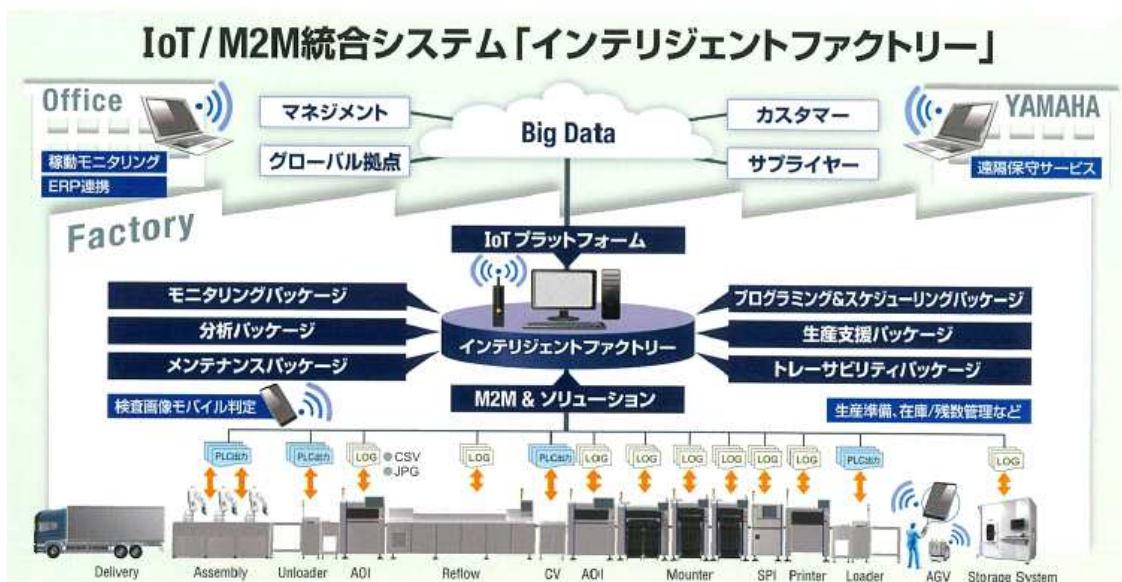 IoT/M2M統合システム「インテリジェントファクトリー」
Office
稼動モニタリング
ERP連携
マネジメント
グローバル拠点
Big Data
カスタマー
サプライヤー
YAMAHA
遠隔保守サービス
Factory
IoTプラットフォーム
モニタリングパッケージ
分析パッケージ
メンテナンスパッケージ
インテリジェントファクトリー
プログラミング&スケジューリングパッケージ
生産支援パッケージ
トレーサビリティパッケージ
M2M & ソリューション
検査画像モバイル判定
生産準備、在庫/残数管理など
PLC出力 PLC出力 LOG ●CSV LOG PLC出力 LOG LOG LOG LOG LOG LOG PLC出力 LOG
●JPG
Delivery Assembly Unloader AOI Reflow CV AOI Mounter SPI Printer Loader AGV Storage System